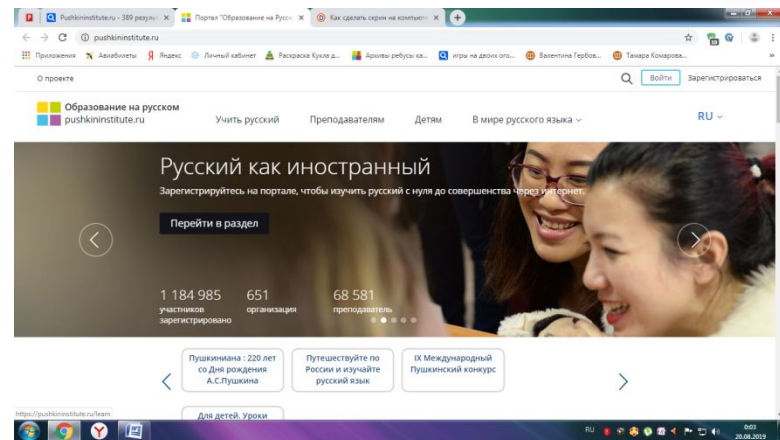 Pushkininstitute.ru - 389 резуль
Портал "Образование на Русск
Как сделать скрин на компьюте
pushkininstitute.ru
Приложения Авиабилеты Яндекс Личный кабинет Раскраска Кукла д... Архивы ребусы ка... игры на двоих ого... Валентина Гербов... Тамара Комарова...
О проекте
Войти Зарегистрироваться
Образование на русском
pushkininstitute.ru
Учить русский Преподавателям Детям В мире русского языка
RU
Русский как иностранный
Зарегистрируйтесь на портале, чтобы изучить русский с нуля до совершенства через интернет.
Перейти в раздел
1 184 985 651 68 581
участников организация преподаватель
зарегистрировано
Пушкиниана : 220 лет
со Дня рождения
А.С.Пушкина
Путешествуйте по
России и изучайте
русский язык
IX Международный
Пушкинский конкурс
Для детей. Уроки
https://pushkininstitute.ru/learn
RU
0:03
20.08.2019